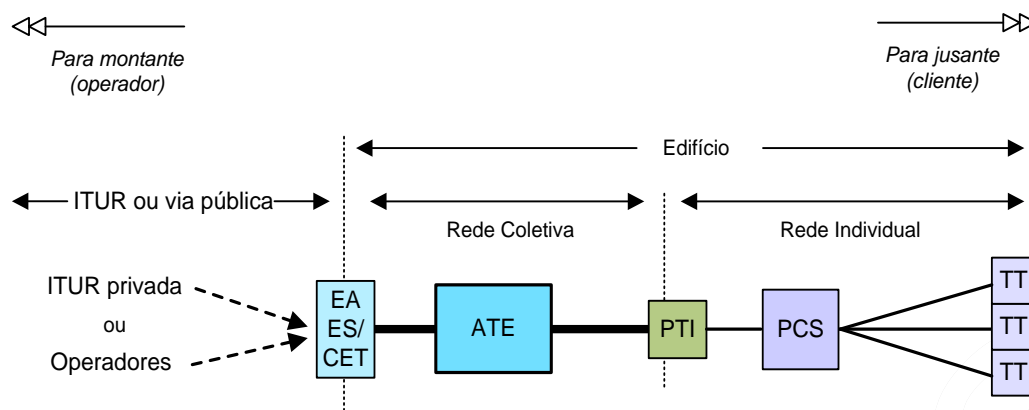 Para montante
(operador)
Para jusante
(cliente)
Edifício
ITUR ou via pública
Rede Coletiva
Rede Individual
ITUR privada
ou
Operadores
EA
ES/
CET
ATE
PTI
PCS
TT
TT
TT